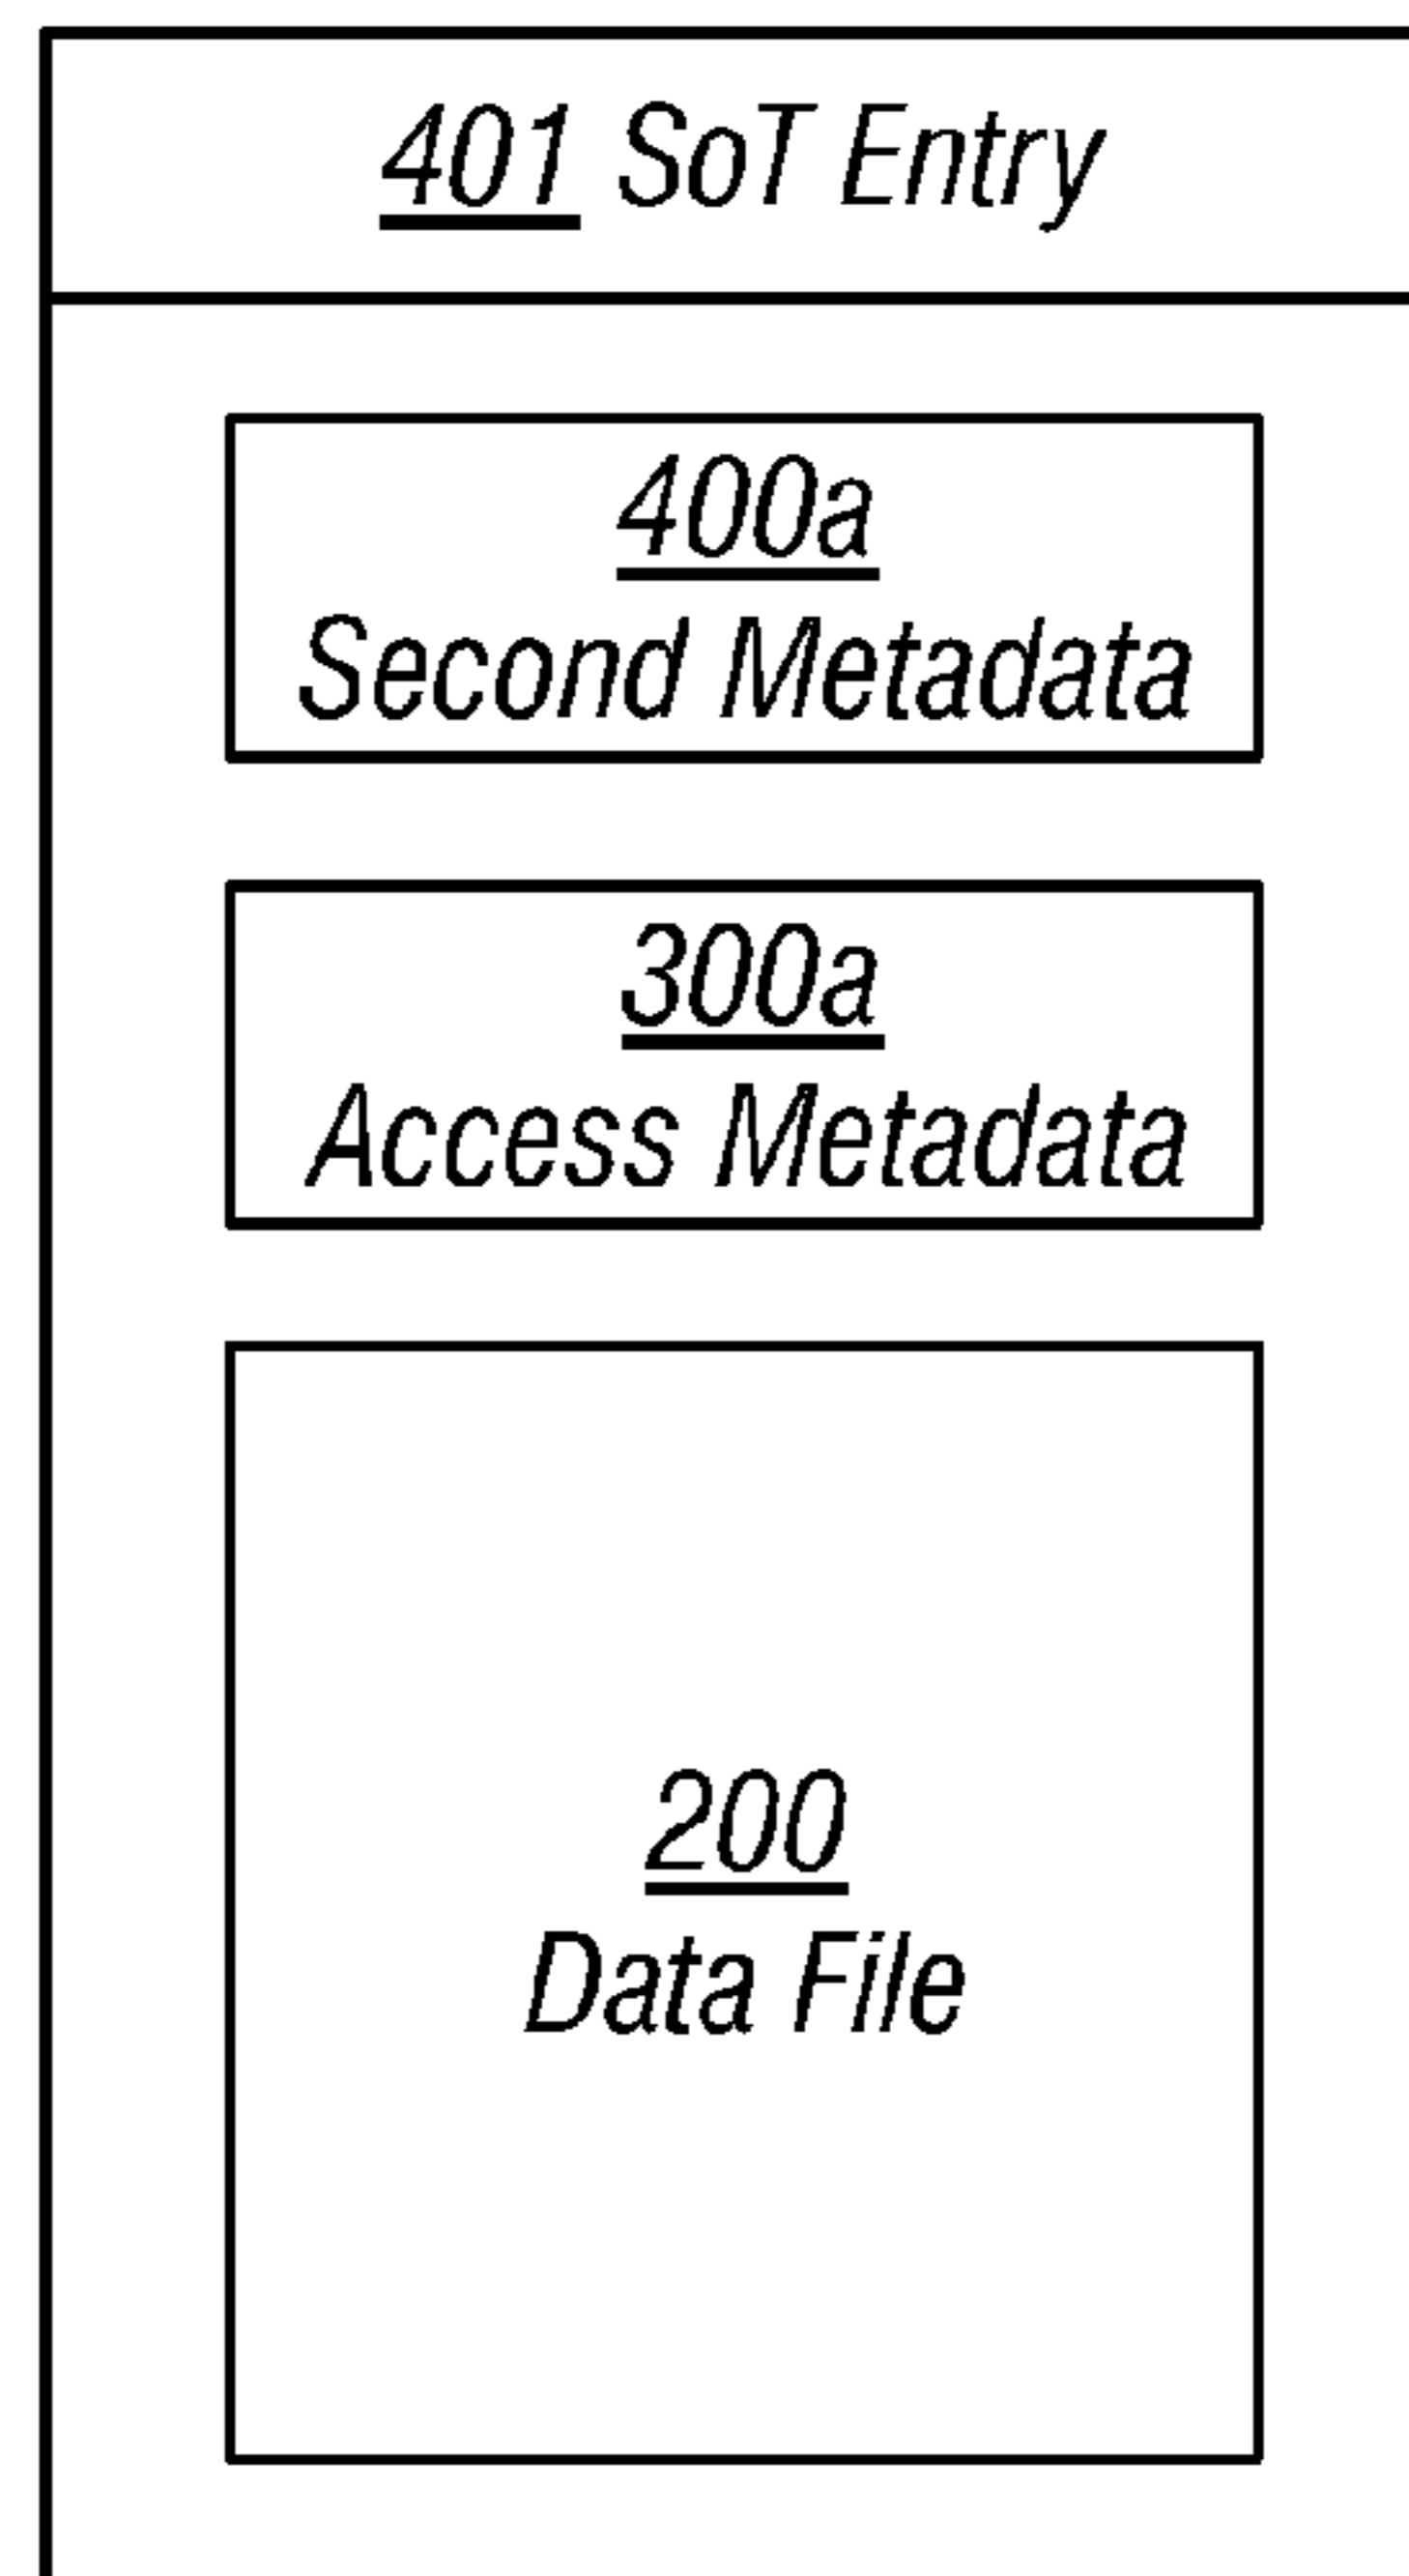 401 SoT Entry
400a
Second Metadata
300a
Access Metadata
200
Data File